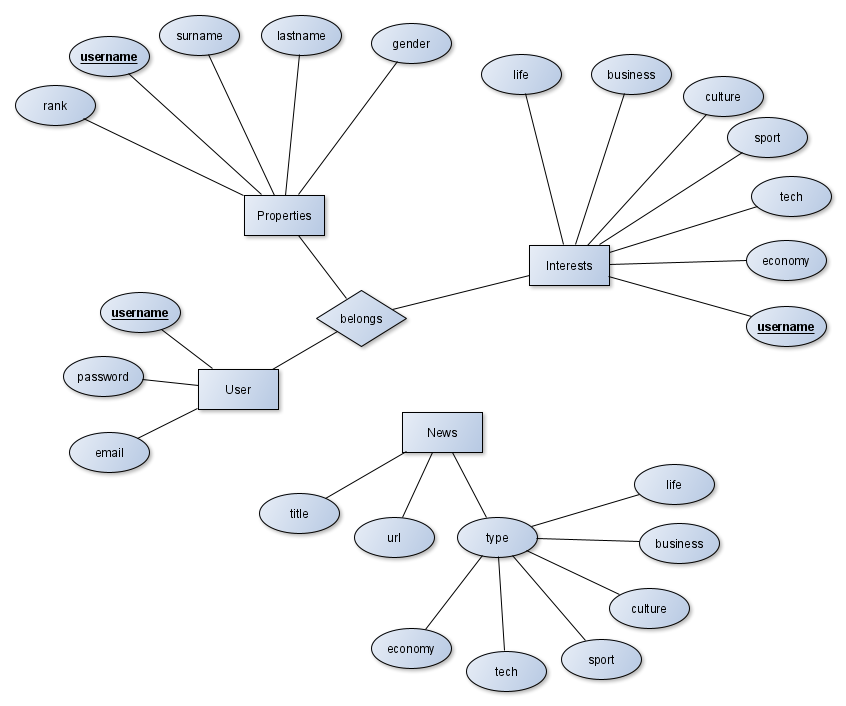 surname
lastname
gender
username
rank
life
business
culture
sport
tech
economy
username
Properties
Interests
belongs
username
password
email
User
News
title
url
type
life
business
culture
sport
tech
economy